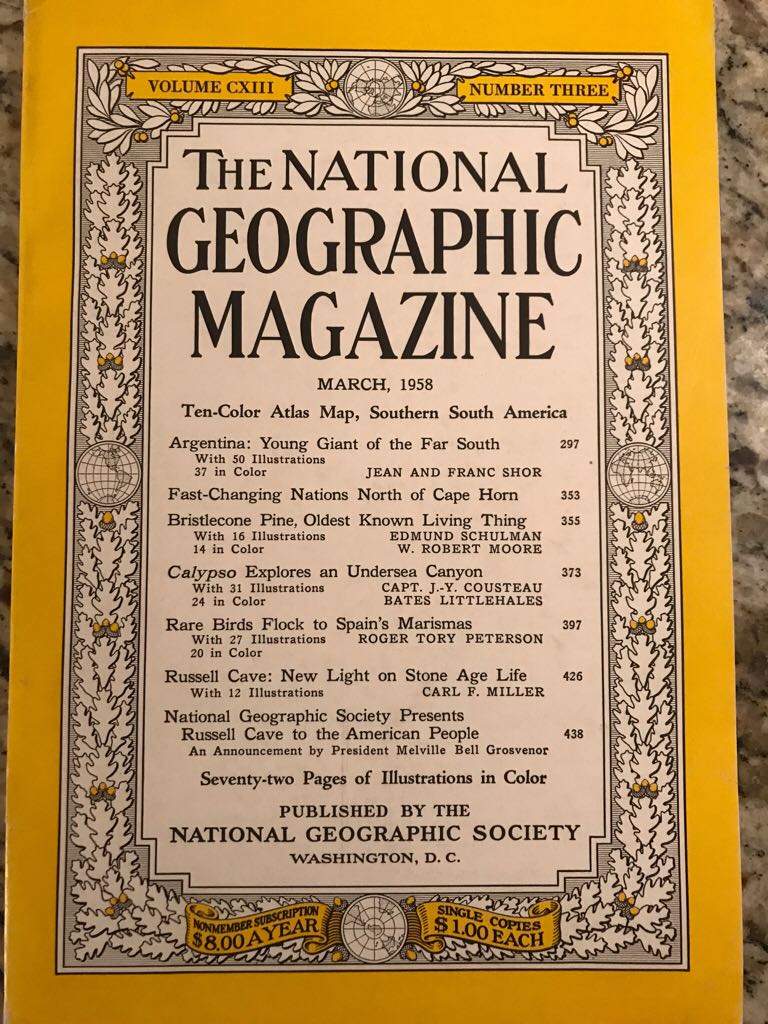 VOLUME CXIII
NUMBER THREE
THE NATIONAL
GEOGRAPHIC
MAGAZINE
MARCH, 1958
Ten-Color Atlas Map, Southern South America
Argentina: Young Giant of the Far South 297
With 50 Illustrations
37 in Color JEAN AND FRANC SHOR
Fast-Changing Nations North of Cape Horn 353
Bristlecone Pine, Oldest Known Living Thing 355
With 16 Illustrations EDMUND SCHULMAN
14 in Color W. ROBERT MOORE
Calypso Explores an Undersea Canyon 373
With 31 Illustrations CAPT. J.-Y. COUSTEAU
24 in Color BATES LITTLEHALES
Rare Birds Flock to Spain's Marismas 397
With 27 Illustrations ROGER TORY PETERSON
20 in Color
Russell Cave: New Light on Stone Age Life 426
With 12 Illustrations CARL F. MILLER
National Geographic Society Presents
Russell Cave to the American People 438
An Announcement by President Melville Bell Grosvenor
Seventy-two Pages of Illustrations in Color
PUBLISHED BY THE
NATIONAL GEOGRAPHIC SOCIETY
WASHINGTON, D. C.
NONMEMBER SUBSCRIPTION
$8.00 A YEAR
SINGLE COPIES
$1.00 EACH